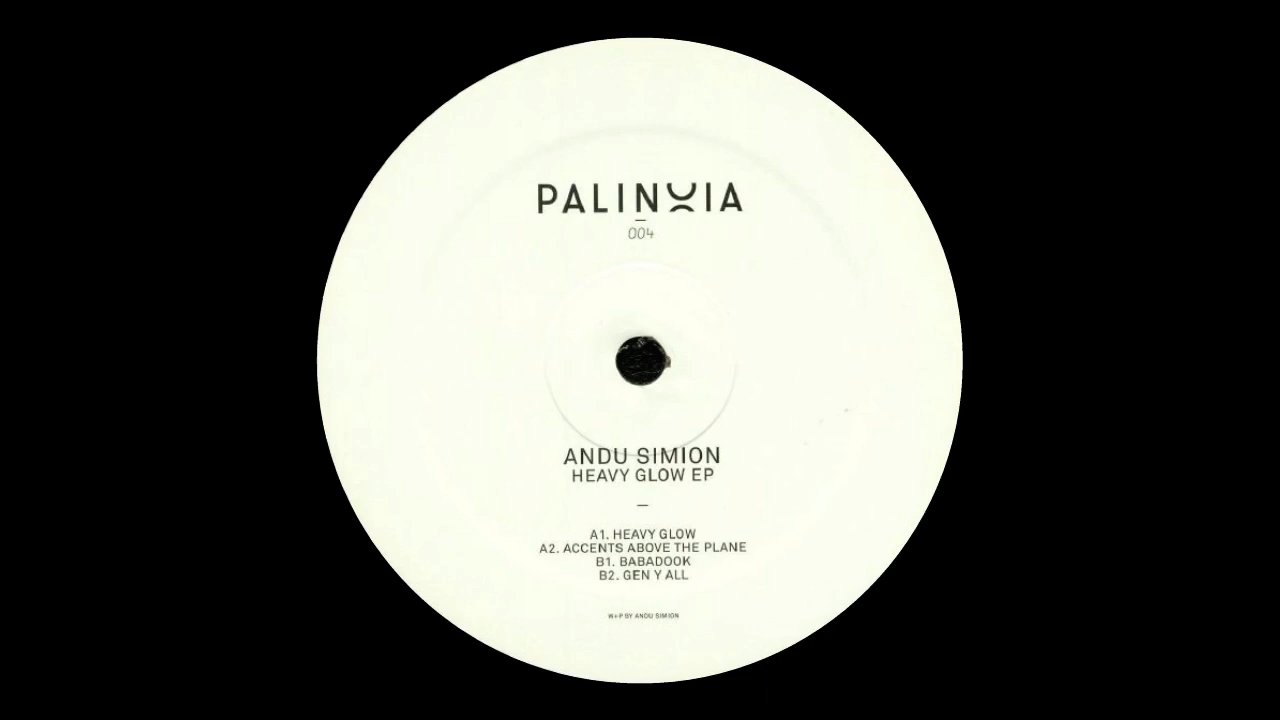 PALINOIA
004
ANDU SIMION
HEAVY GLOW EP
A1. HEAVY GLOW
A2. ACCENTS ABOVE THE PLANE
B1. BABADOOK
B2. GEN Y ALL
W+P BY ANDU SIMION